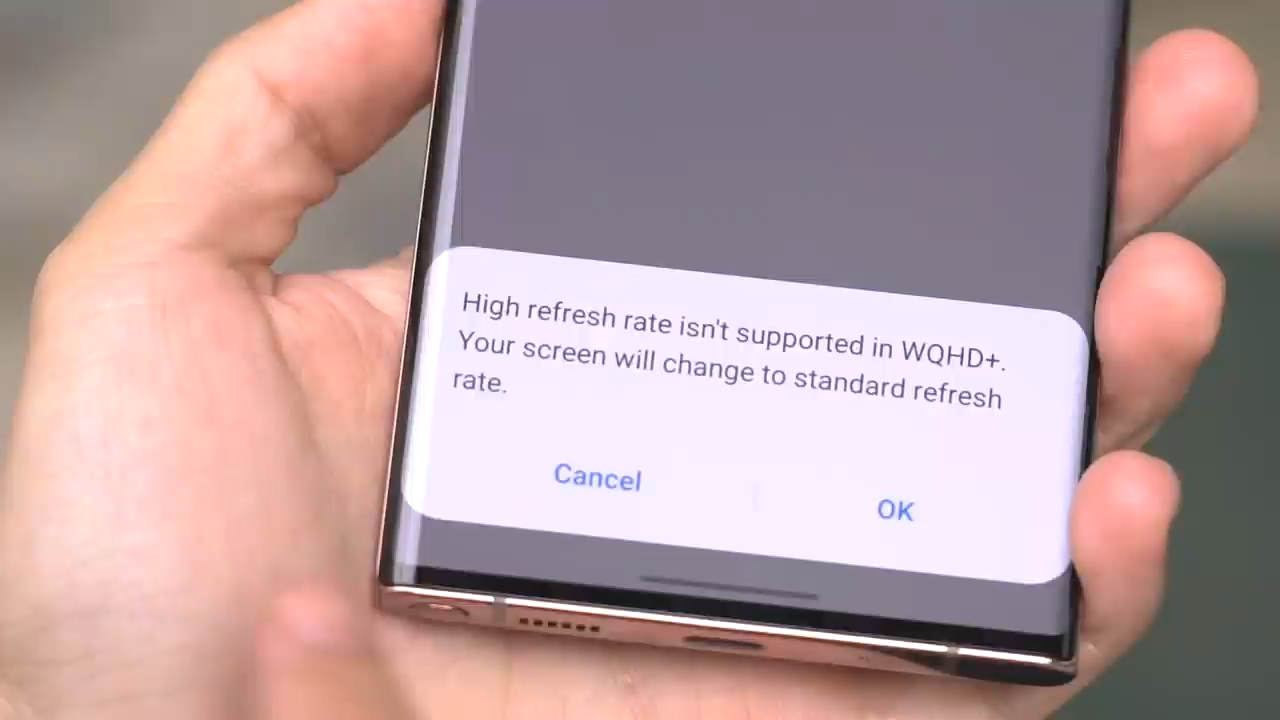 High refresh rate isn't supported in WQHD+.
Your screen will change to standard refresh
rate.
Cancel
OK